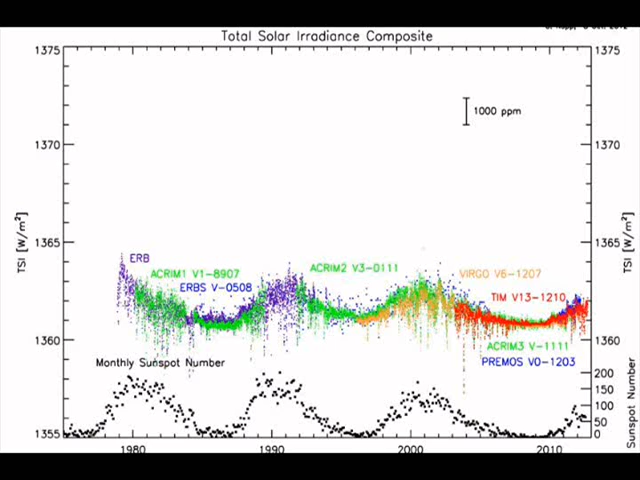 Total Solar Irradiance Composite
1375
1375
1000 ppm
1370
1370
TSI [W/m²]
TSI [W/m²]
1365
1365
ERB
ACRIM1 V1-8907
ACRIM2 V3-0111
VIRGO V6-1207
ERBS V-0508
TIM V13-1210
1360
1360
ACRIM3 V-1111
Monthly Sunspot Number
PREMOS V0-1203
200
150
100
50
0
Sunspot Number
1355
1980
1990
2000
2010